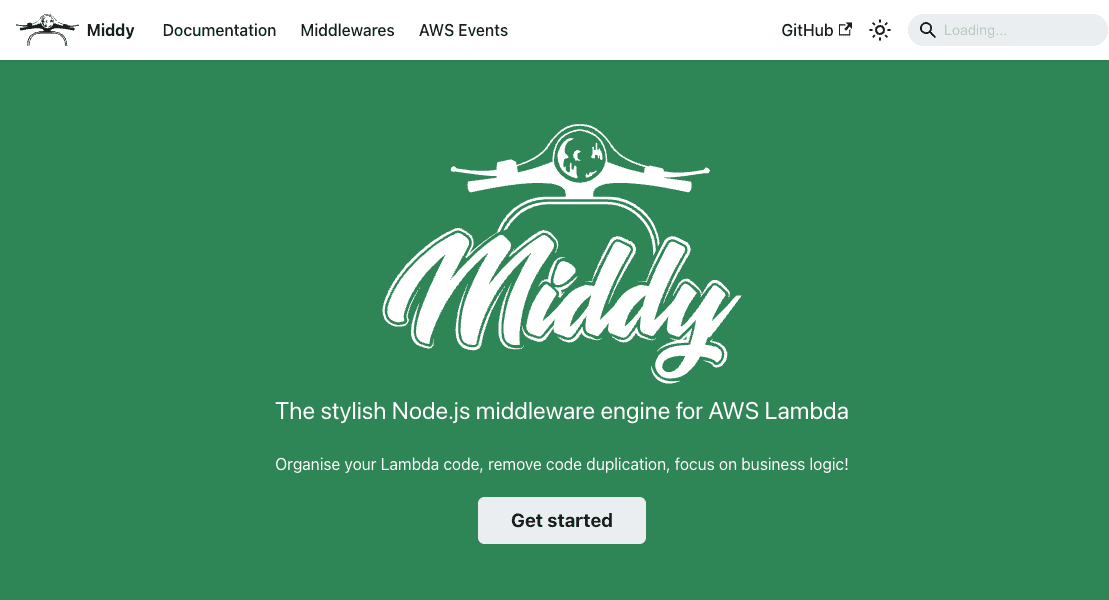 Middy Documentation Middlewares AWS Events GitHub Loading...
Middy
The stylish Node.js middleware engine for AWS Lambda
Organise your Lambda code, remove code duplication, focus on business logic!
Get started